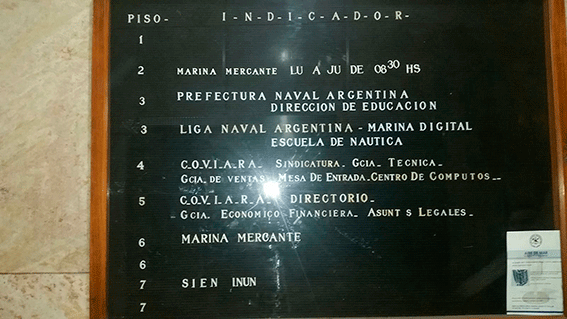 PISO- I-N-D-I-C-A-D-O-R-
1
2 MARINA MERCANTE LU A JU DE 08³⁰ HS
3 PREFECTURA NAVAL ARGENTINA
DIRECCION DE EDUCACION
3 LIGA NAVAL ARGENTINA - MARINA DIGITAL
ESCUELA DE NAUTICA
4 C.O.V.I.A.R.A. SINDICATURA. GCIA TECNICA.
GCIA. DE VENTAS. MESA DE ENTRADA. CENTRO DE COMPUTOS.
5 C.O.V.I.A.R.A. DIRECTORIO.
GCIA. ECONOMICO FINANCIERA. ASUNT S LEGALES.
6 MARINA MERCANTE
6
7 SIEN INUN
7